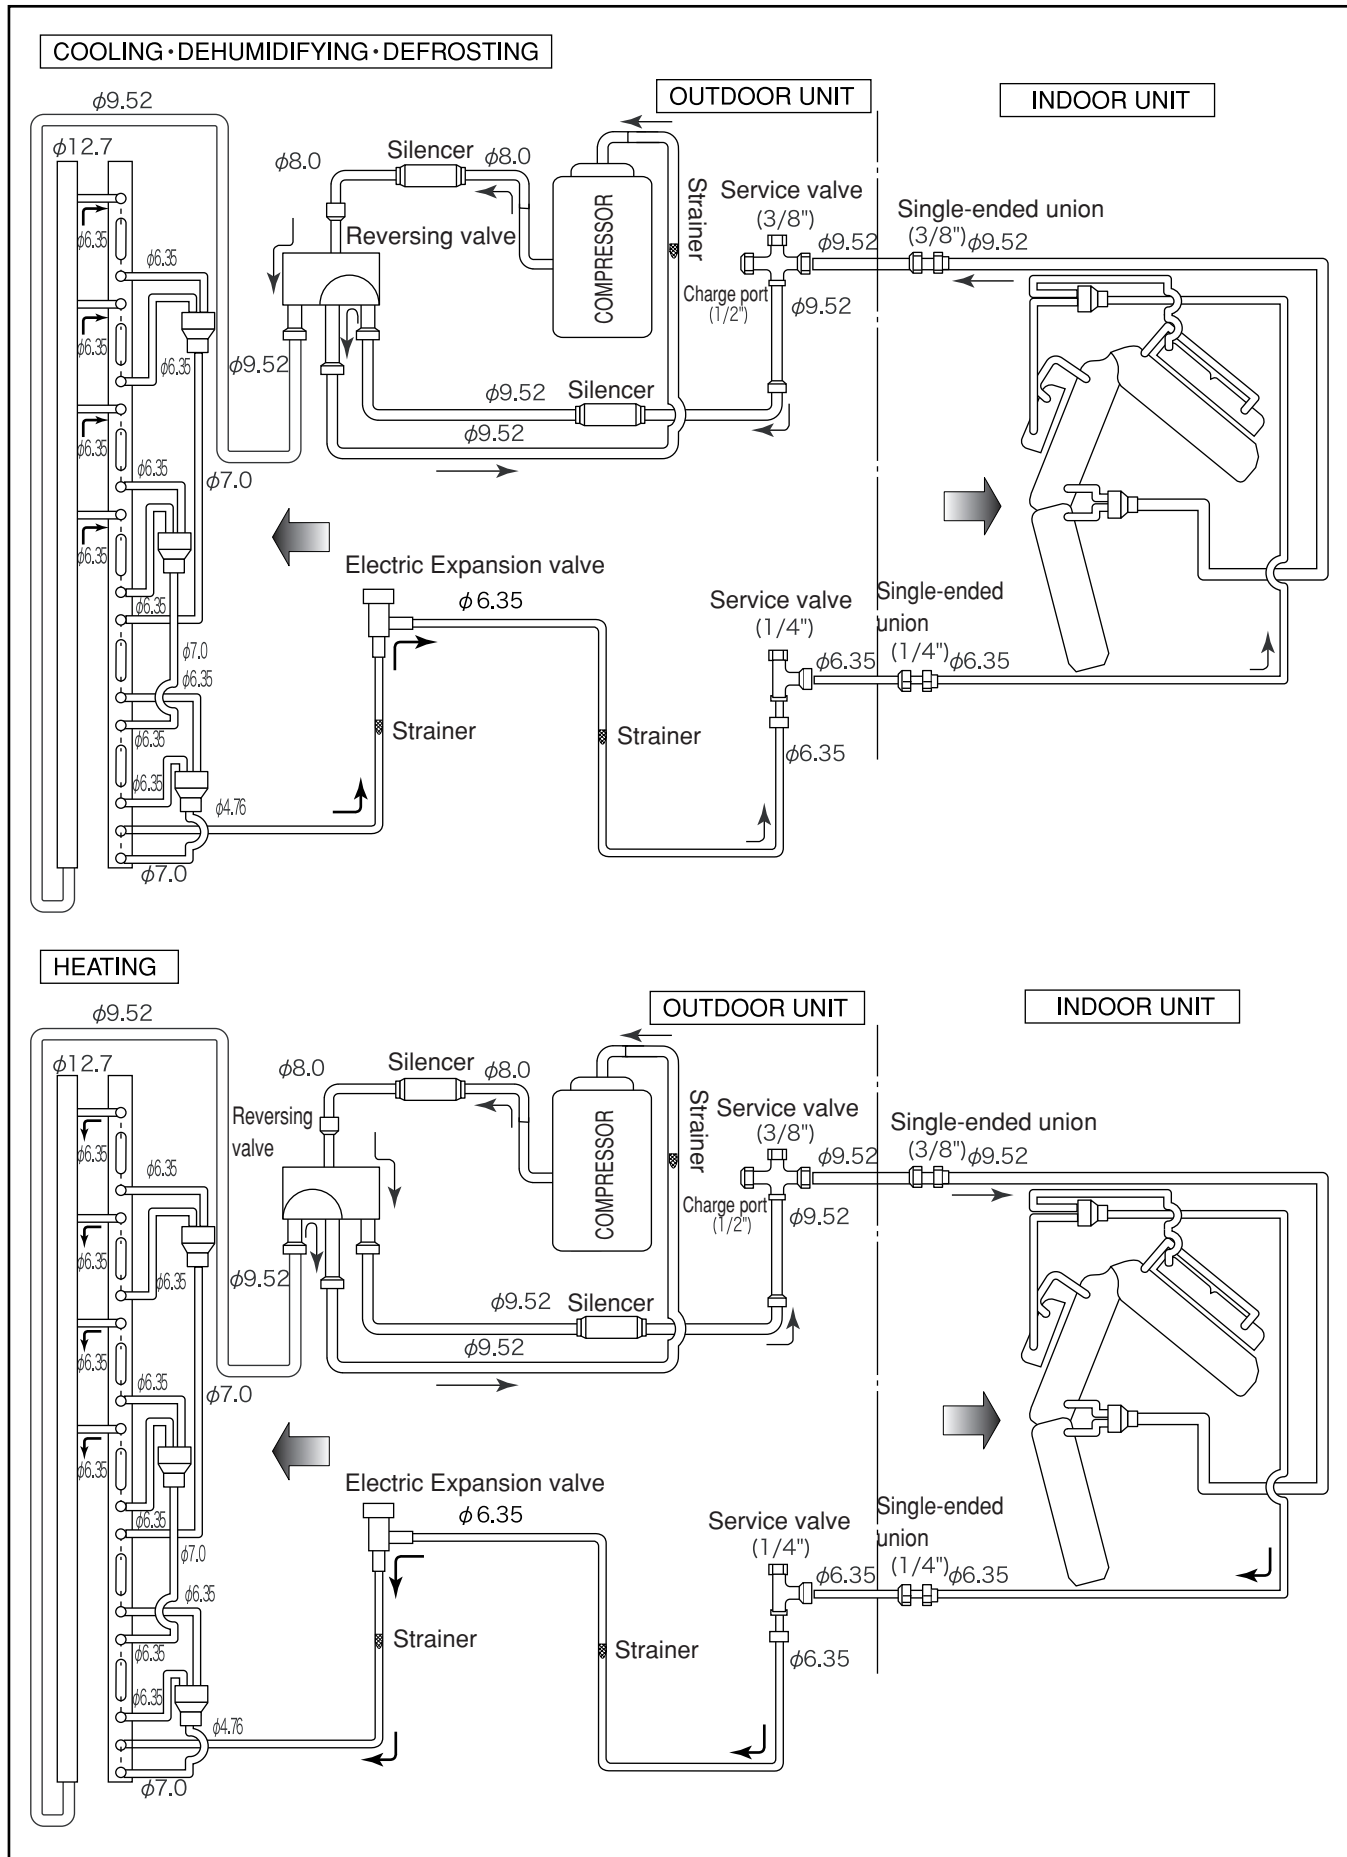 COOLING・DEHUMIDIFYING・DEFROSTING
OUTDOOR UNIT
INDOOR UNIT
φ9.52
φ12.7
φ8.0
Silencer
φ8.0
COMPRESSOR
Strainer
Service valve
(3/8")
φ9.52
Single-ended union
(3/8")
φ9.52
Reversing valve
Charge port
(1/2")
φ9.52
φ6.35
φ6.35
φ6.35
φ6.35
φ9.52
φ9.52
Silencer
φ9.52
φ6.35
φ6.35
φ7.0
φ6.35
Electric Expansion valve
φ6.35
Service valve
(1/4")
Single-ended
union
(1/4")
φ6.35
φ6.35
φ6.35
φ7.0
φ6.35
φ6.35
Strainer
Strainer
φ6.35
φ6.35
φ4.76
φ7.0
HEATING
OUTDOOR UNIT
INDOOR UNIT
φ9.52
φ12.7
φ8.0
Silencer
φ8.0
COMPRESSOR
Strainer
Service valve
(3/8")
φ9.52
Single-ended union
(3/8")
φ9.52
Reversing
valve
Charge port
(1/2")
φ9.52
φ6.35
φ6.35
φ6.35
φ6.35
φ9.52
φ9.52
Silencer
φ9.52
φ6.35
φ6.35
φ7.0
φ6.35
Electric Expansion valve
φ6.35
Service valve
(1/4")
Single-ended
union
(1/4")
φ6.35
φ6.35
φ6.35
φ7.0
φ6.35
φ6.35
Strainer
Strainer
φ6.35
φ6.35
φ4.76
φ7.0